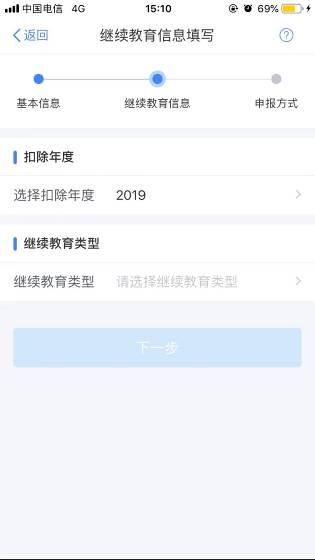 中国电信 4G 15:10 69%
返回 继续教育信息填写 ?
基本信息 继续教育信息 申报方式
扣除年度
选择扣除年度 2019
继续教育类型
继续教育类型 请选择继续教育类型
下一步